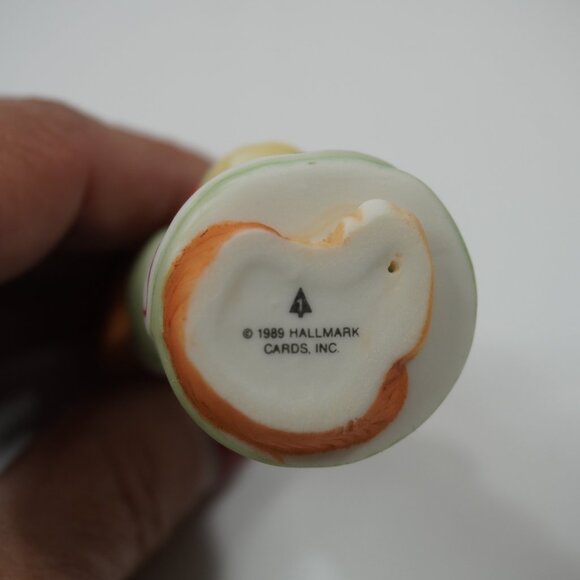 1
© 1989 HALLMARK
CARDS, INC.